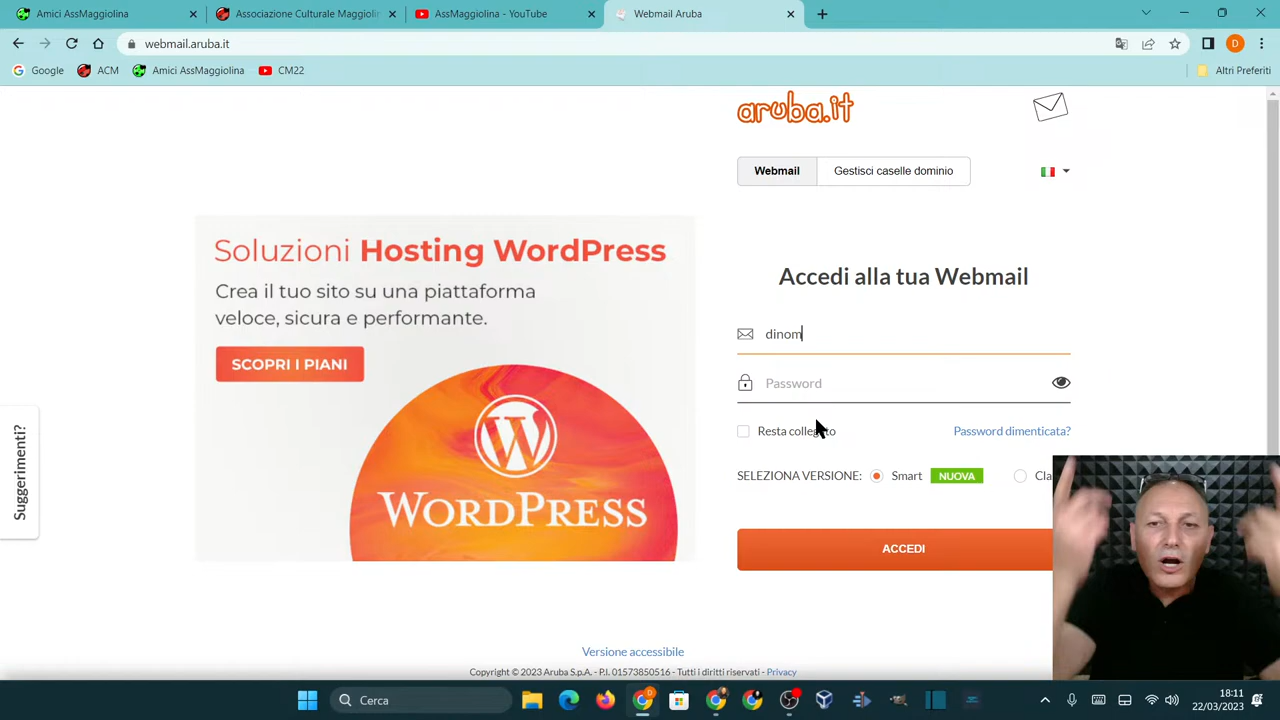 Amici AssMaggiolina
Associazione Culturale Maggiolin
AssMaggiolina - YouTube
Webmail Aruba
webmail.aruba.it
D
Google
ACM
Amici AssMaggiolina
CM22
Altri Preferiti
aruba.it
Webmail
Gestisci caselle dominio
Soluzioni Hosting WordPress
Crea il tuo sito su una piattaforma
veloce, sicura e performante.
SCOPRI I PIANI
WORDPRESS
Suggerimenti?
Accedi alla tua Webmail
dinom
Password
Resta collegato
Password dimenticata?
SELEZIONA VERSIONE:
Smart
NUOVA
Cla
ACCEDI
Versione accessibile
Copyright © 2023 Aruba S.p.A. - P.I. 01573850516 - Tutti i diritti riservati - Privacy
Cerca
18:11
22/03/2023